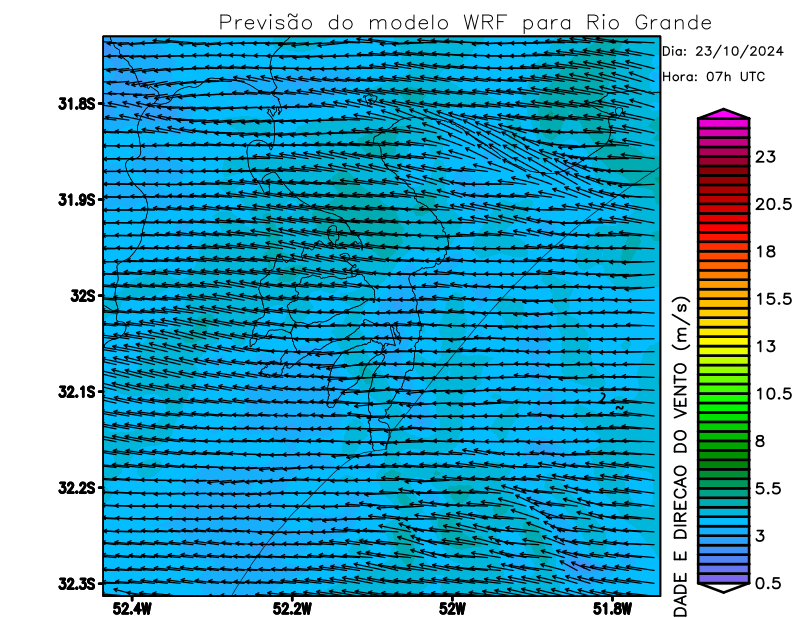 Previsão do modelo WRF para Rio Grande
Dia: 23/10/2024
Hora: 07h UTC
31.8S
31.9S
32S
32.1S
32.2S
32.3S
52.4W
52.2W
52W
51.8W
23
20.5
18
15.5
13
10.5
8
5.5
3
0.5
DADE E DIRECAO DO VENTO (m/s)